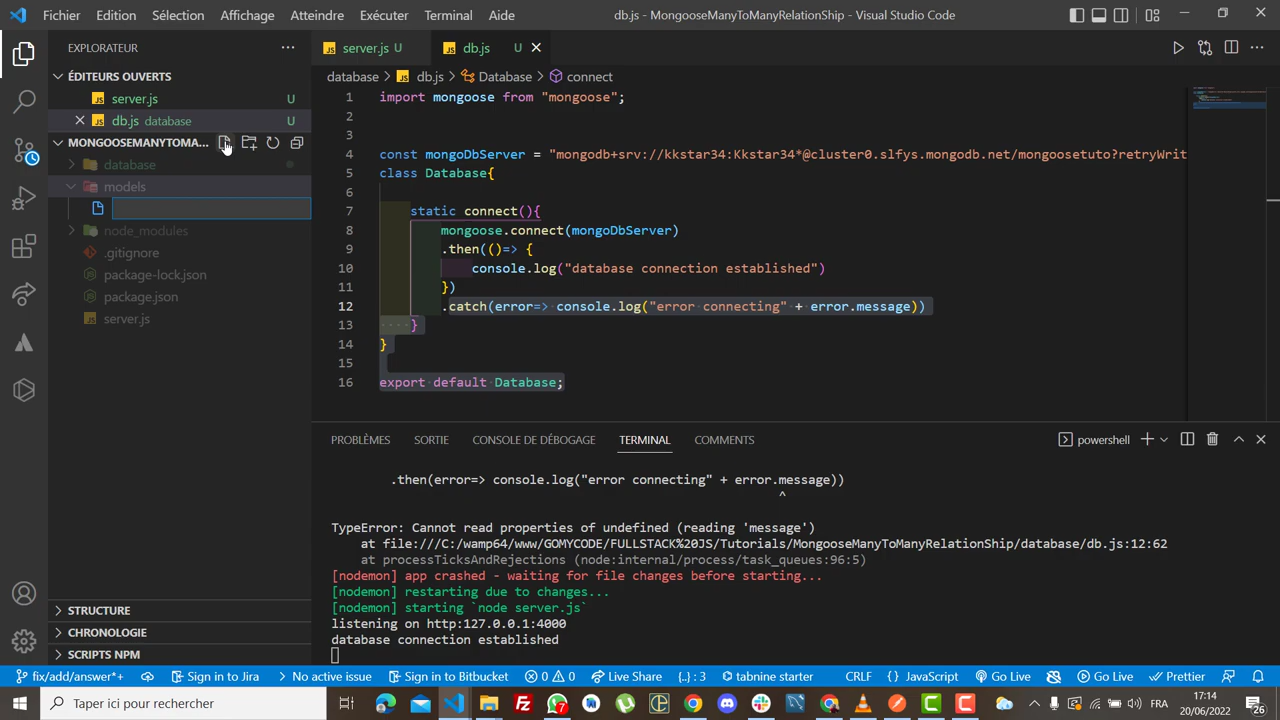 Fichier Edition Sélection Affichage Atteindre Exécuter Terminal Aide db.js - MongooseManyToManyRelationShip - Visual Studio Code
EXPLORATEUR
ÉDITEURS OUVERTS
JS server.js U
JS db.js database U
MONGOOSEMANYTOMA...
database
models
node_modules
.gitignore
package-lock.json
package.json
JS server.js
STRUCTURE
CHRONOLOGIE
SCRIPTS NPM
JS server.js U JS db.js U
database > JS db.js > Database > connect
1 import mongoose from "mongoose";
2
3
4 const mongoDbServer = "mongodb+srv://kkstar34:Kkstar34*@cluster0.slfys.mongodb.net/mongoosetuto?retryWrit
5 class Database{
6
7 static connect(){
8 mongoose.connect(mongoDbServer)
9 .then(()=> {
10 console.log("database connection established")
11 })
12 .catch(error=> console.log("error connecting" + error.message))
13 }
14 }
15
16 export default Database;
PROBLÈMES SORTIE CONSOLE DE DÉBOGAGE TERMINAL COMMENTS powershell
.then(error=> console.log("error connecting" + error.message))
^
TypeError: Cannot read properties of undefined (reading 'message')
at file:///C:/wamp64/www/GOMYCODE/FULLSTACK%20JS/Tutorials/MongooseManyToManyRelationShip/database/db.js:12:62
at processTicksAndRejections (node:internal/process/task_queues:96:5)
[nodemon] app crashed - waiting for file changes before starting...
[nodemon] restarting due to changes...
[nodemon] starting `node server.js`
listening on http:127.0.0.1:4000
database connection established
fix/add/answer*+ Sign in to Jira No active issue Sign in to Bitbucket 0 0 Live Share {..} : 3 tabnine starter CRLF JavaScript Go Live Go Live Prettier
Taper ici pour rechercher FRA 17:14
20/06/2022 26